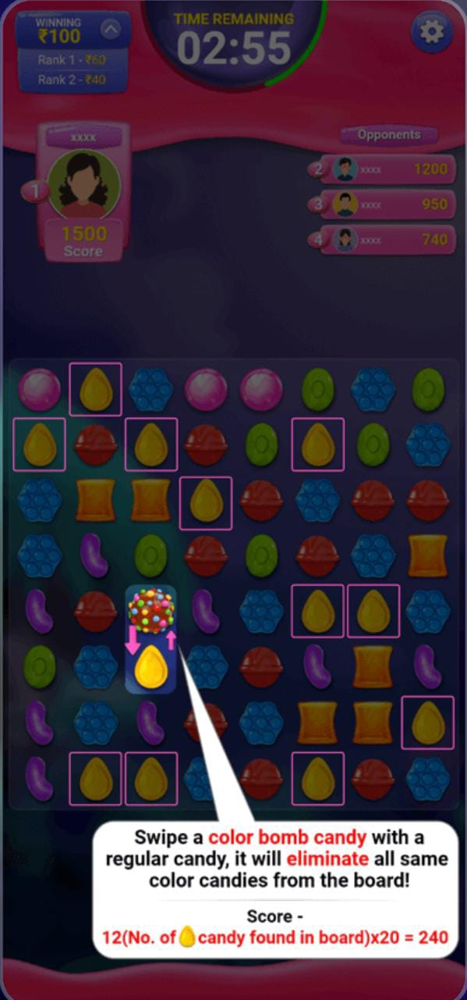 WINNING
₹100
Rank 1 - ₹60
Rank 2 - ₹40
TIME REMAINING
02:55
xxxx
1
1500
Score
Opponents
2 xxxx 1200
3 xxxx 950
4 xxxx 740
Swipe a color bomb candy with a
regular candy, it will eliminate all same
color candies from the board!
Score -
12(No. of candy found in board)x20 = 240